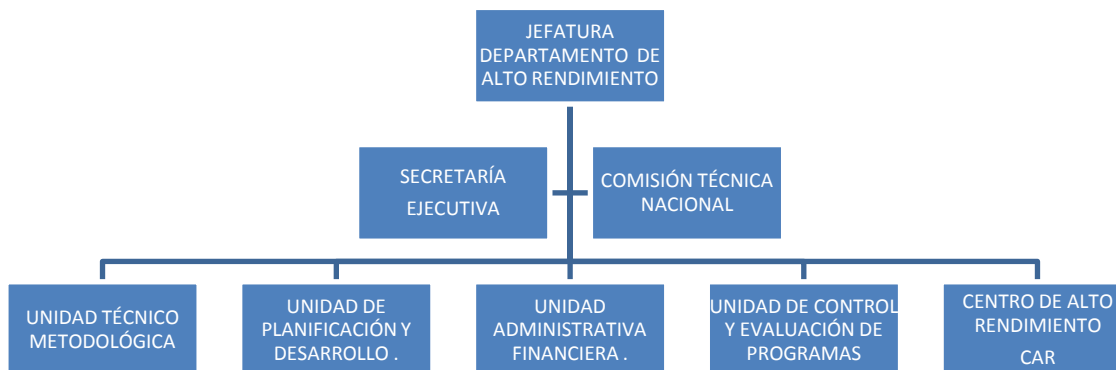 JEFATURA
DEPARTAMENTO DE
ALTO RENDIMIENTO
SECRETARÍA
EJECUTIVA
COMISIÓN TÉCNICA
NACIONAL
UNIDAD TÉCNICO
METODOLÓGICA
UNIDAD DE
PLANIFICACIÓN Y
DESARROLLO .
UNIDAD
ADMINISTRATIVA
FINANCIERA .
UNIDAD DE CONTROL
Y EVALUACIÓN DE
PROGRAMAS
CENTRO DE ALTO
RENDIMIENTO
CAR